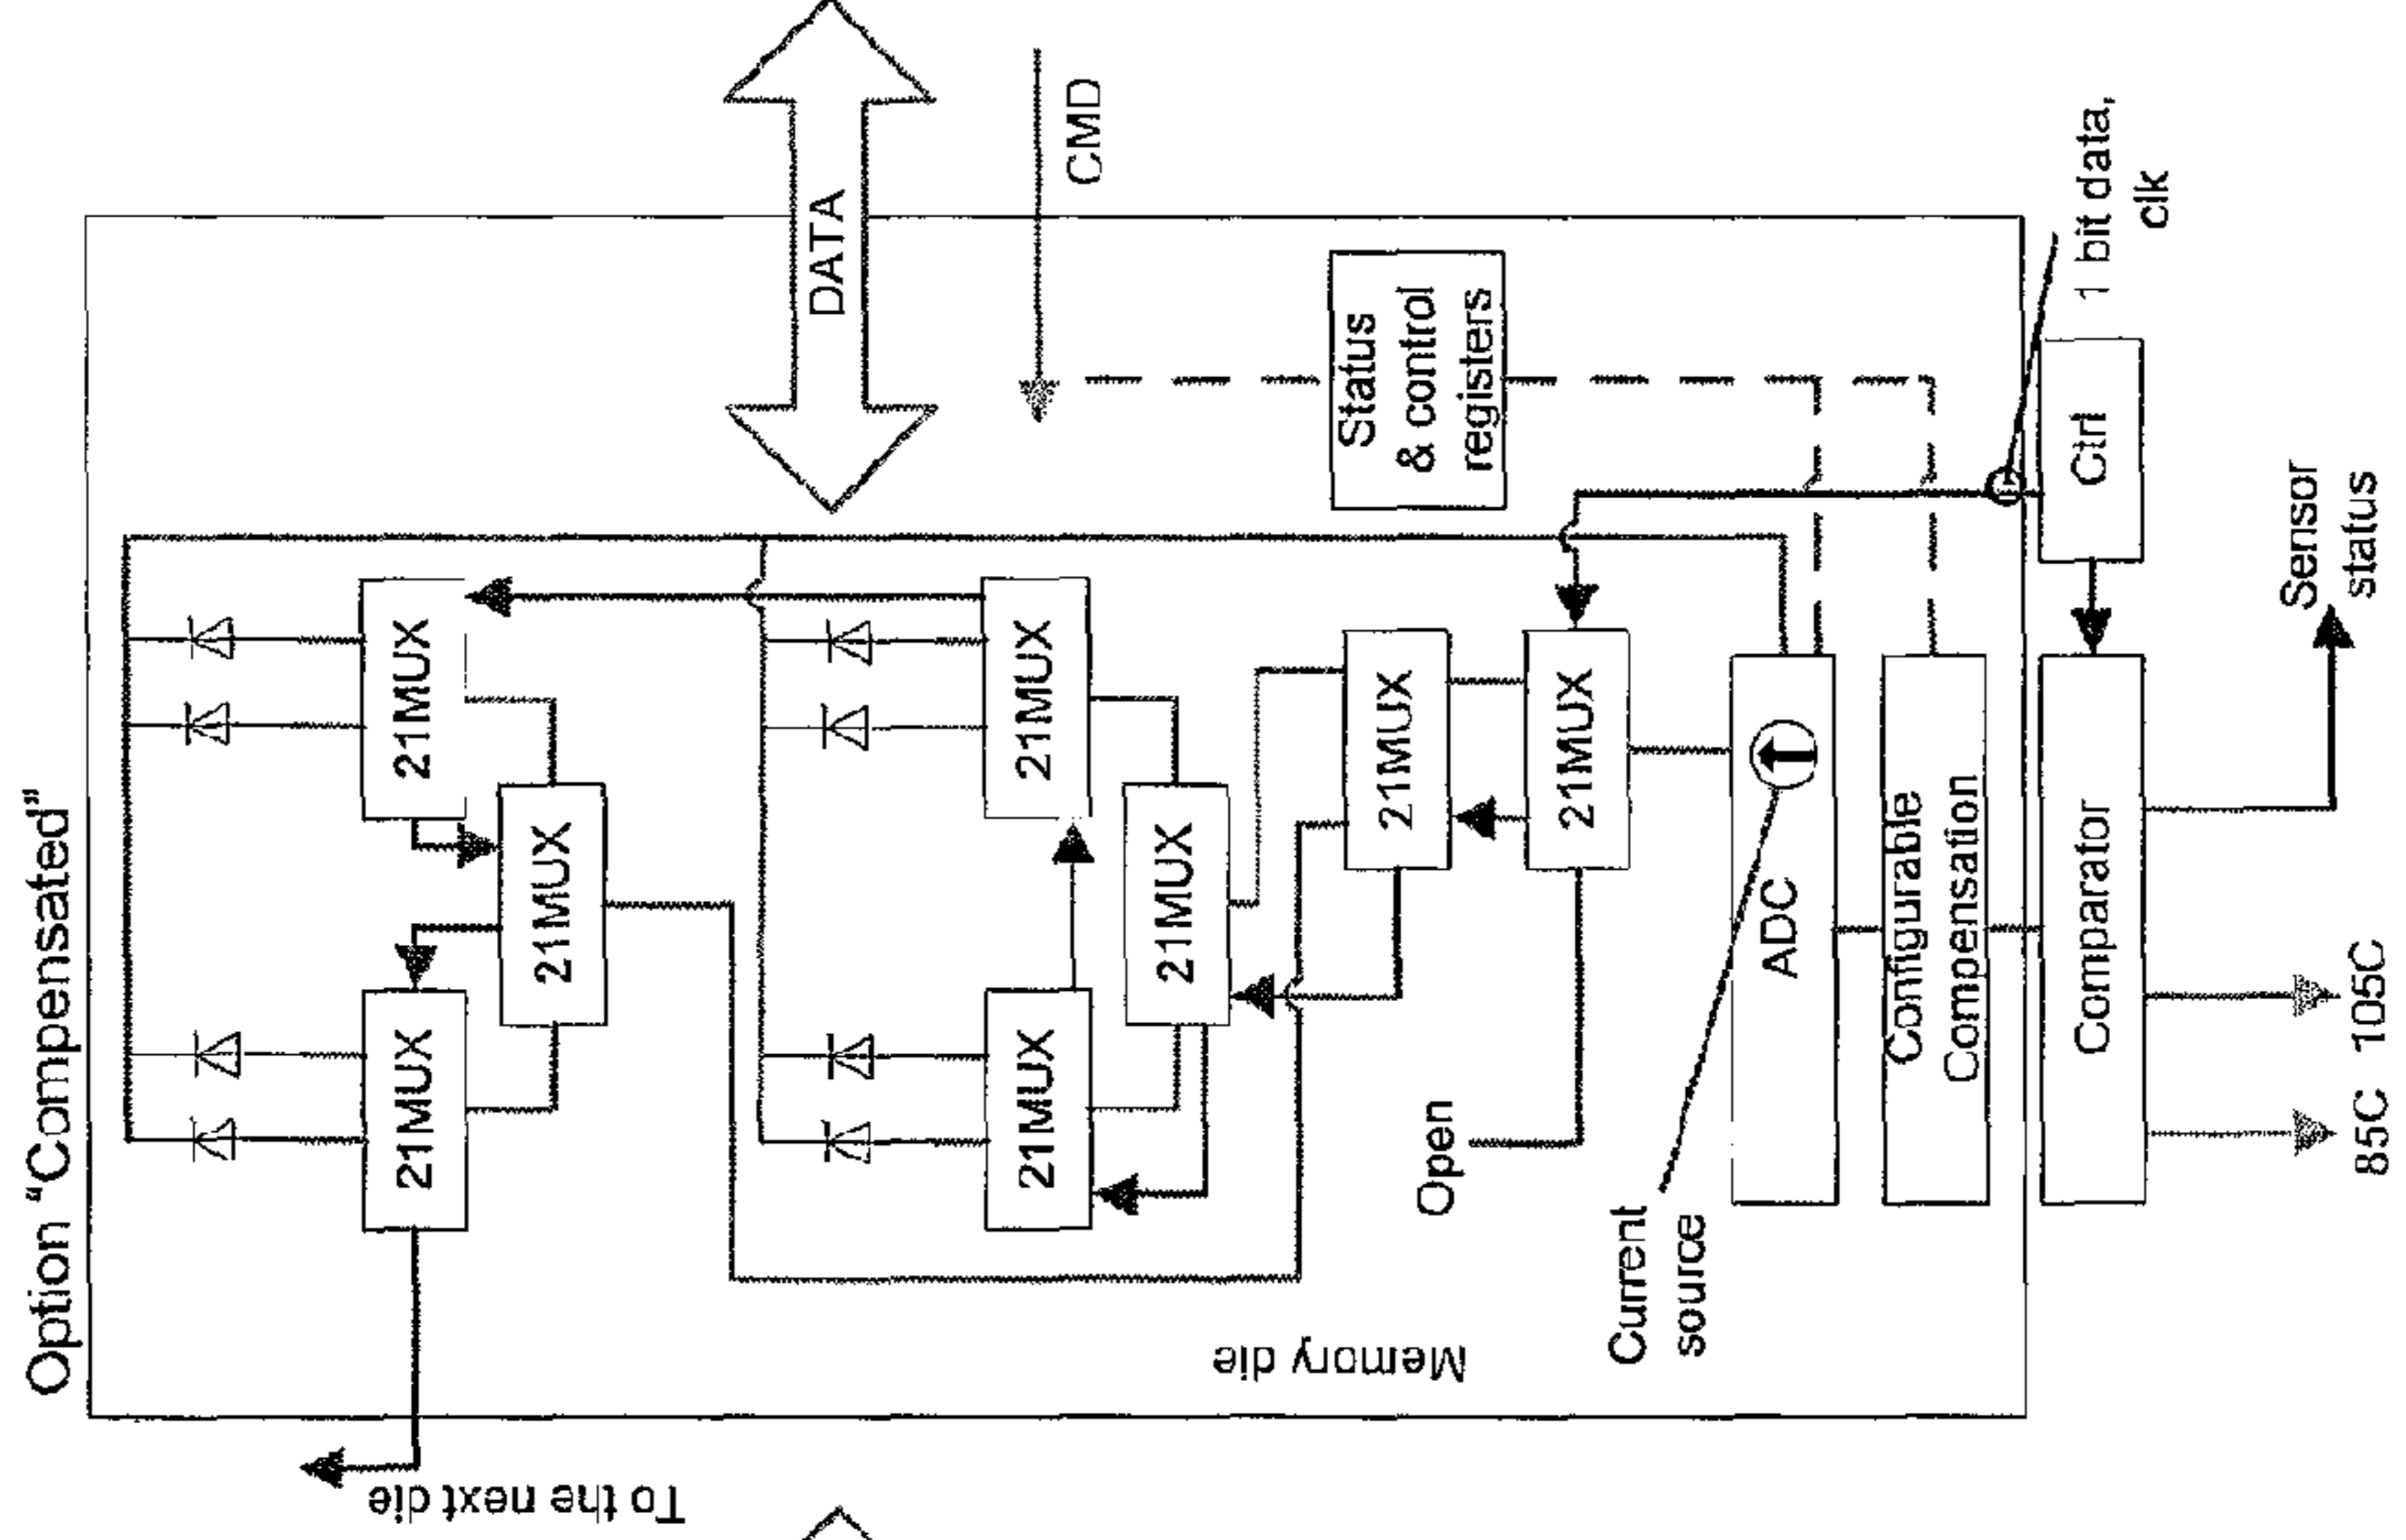 Option “Compensated”
To the next die
21MUX
21MUX
21MUX
DATA
CMD
21MUX
21MUX
21MUX
Memory die
21MUX
Status
& control
registers
Open
21MUX
Current
source
ADC
Configurable
Compensation
1 bit data,
clk
Comparator
Ctrl
Sensor
status
85C
105C